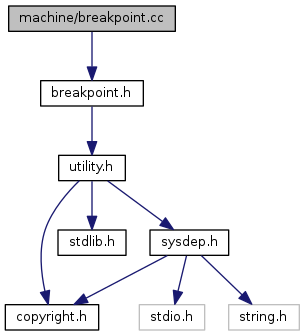 machine/breakpoint.cc
breakpoint.h
utility.h
stdlib.h
sysdep.h
copyright.h
stdio.h
string.h